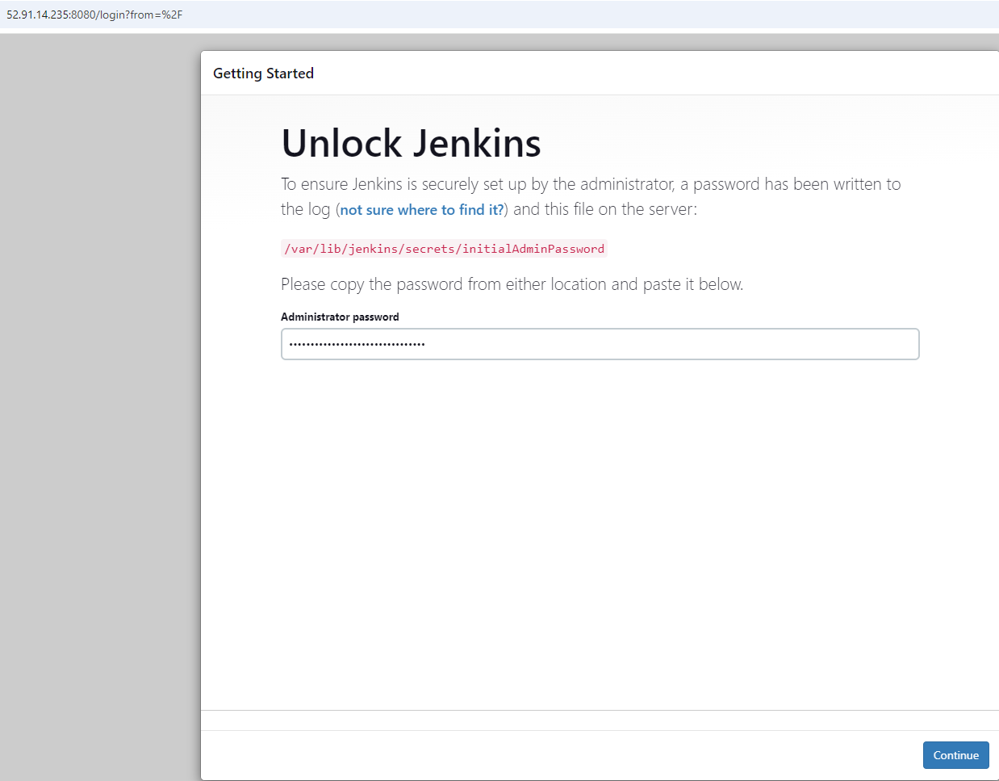 52.91.14.235:8080/login?from=%2F
Getting Started
Unlock Jenkins
To ensure Jenkins is securely set up by the administrator, a password has been written to
the log (not sure where to find it?) and this file on the server:
/var/lib/jenkins/secrets/initialAdminPassword
Please copy the password from either location and paste it below.
Administrator password
••••••••••••••••••••••••••••••••
Continue